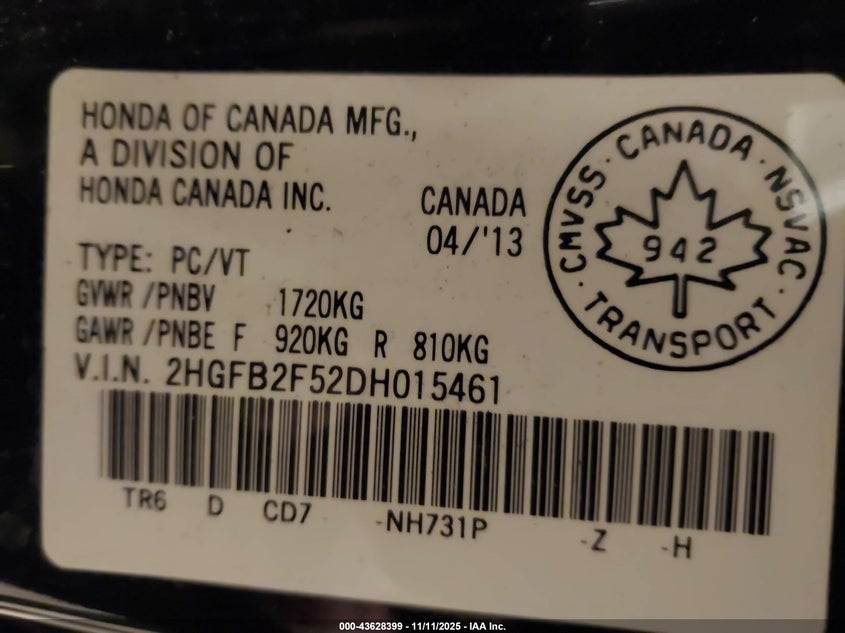 HONDA OF CANADA MFG.,
A DIVISION OF
HONDA CANADA INC.
CANADA
04/'13
TYPE: PC/VT
GVWR/PNBV 1720KG
GAWR/PNBE F 920KG R 810KG
V.I.N. 2HGFB2F52DH015461
TR6 D CD7 -NH731P -Z -H
CMVSS · CANADA · NSVAC · TRANSPORT ·
942
000-43628399 - 11/11/2025 - IAA Inc.